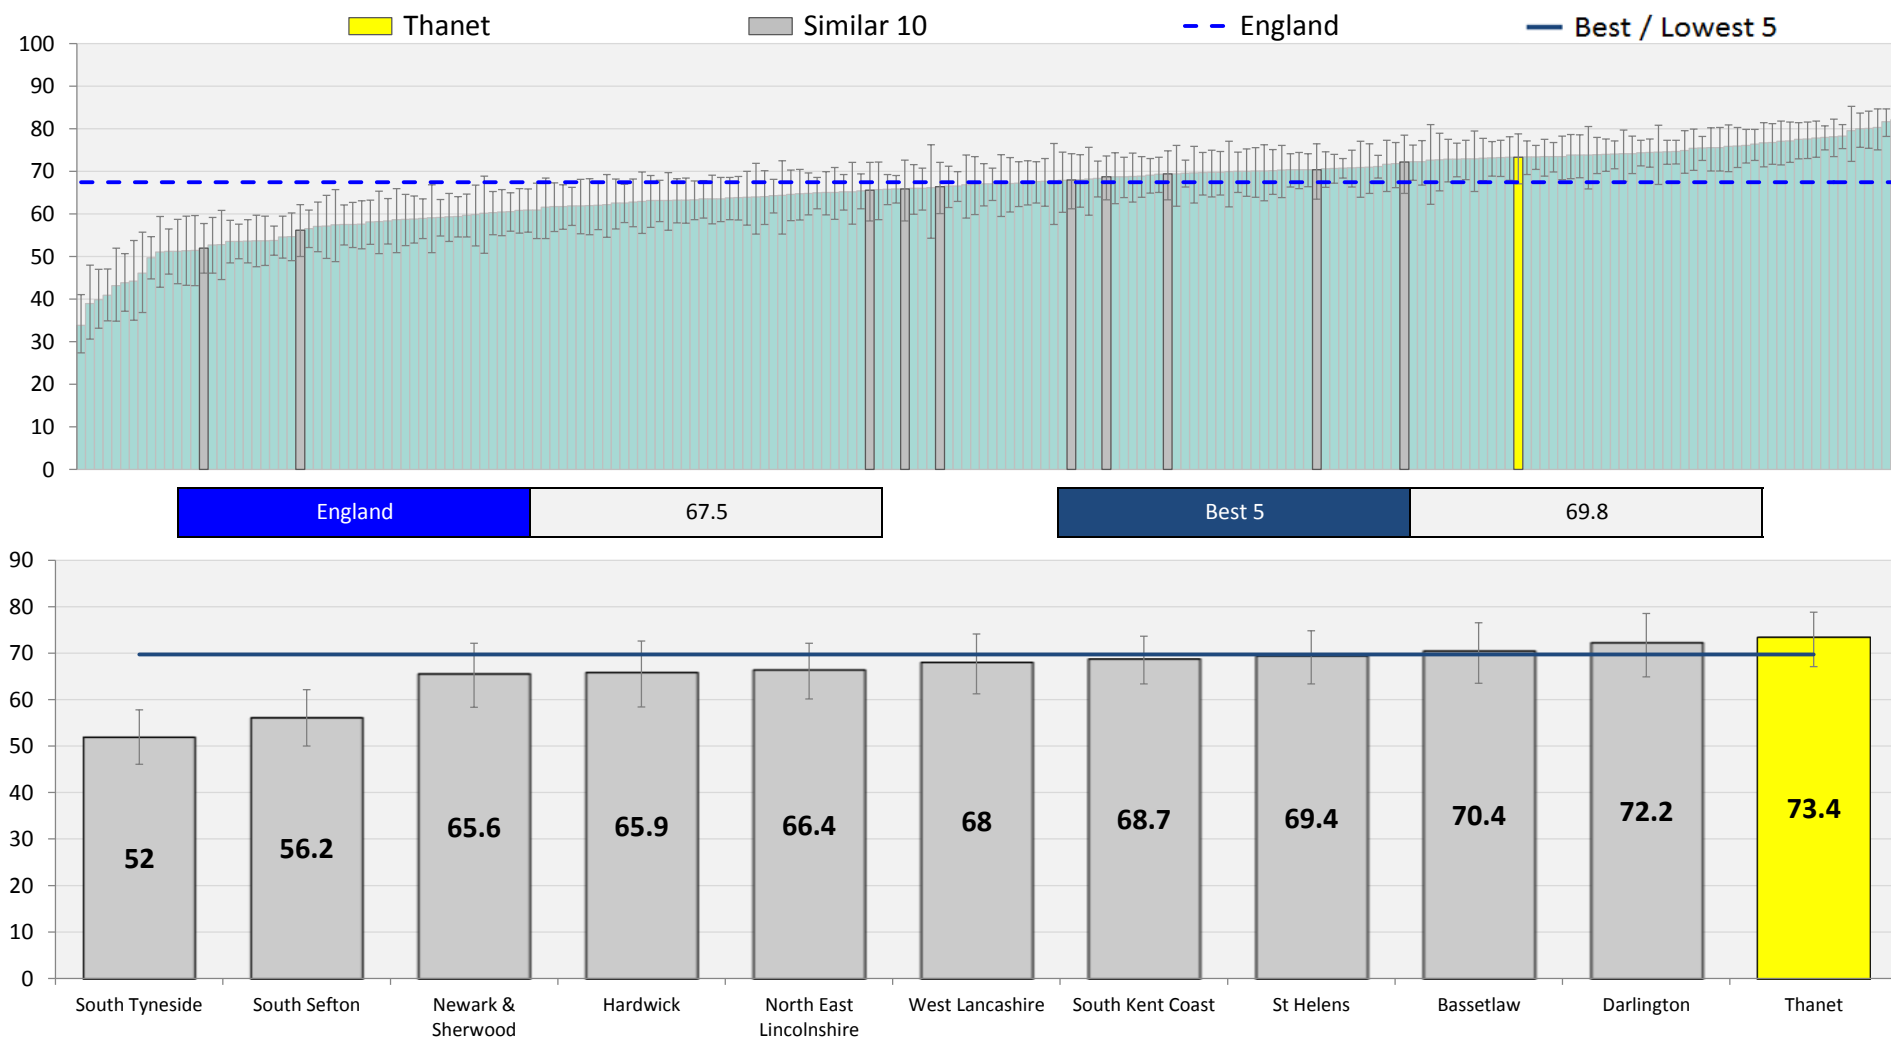 Thanet
Similar 10
England
Best / Lowest 5
100
90
80
70
60
50
40
30
20
10
0
England 67.5
Best 5 69.8
90
80
70
60
50
40
30
20
10
0
52
56.2
65.6
65.9
66.4
68
68.7
69.4
70.4
72.2
73.4
South Tyneside
South Sefton
Newark &
Sherwood
Hardwick
North East
Lincolnshire
West Lancashire
South Kent Coast
St Helens
Bassetlaw
Darlington
Thanet